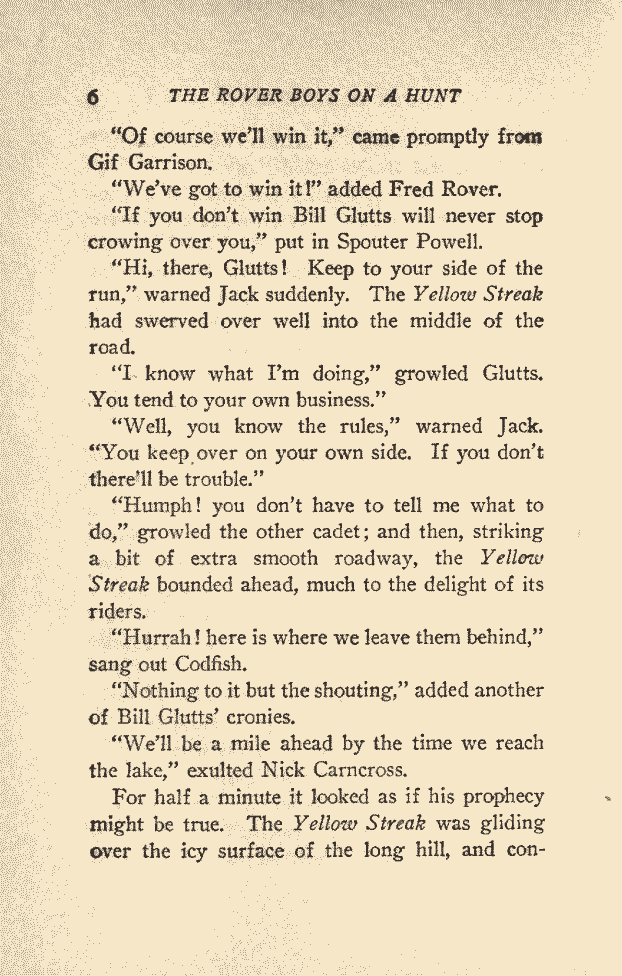 6 THE ROVER BOYS ON A HUNT
“Of course we’ll win it,” came promptly from
Gif Garrison.
“We’ve got to win it!” added Fred Rover.
“If you don’t win Bill Glutts will never stop
crowing over you,” put in Spouter Powell.
“Hi, there, Glutts! Keep to your side of the
run,” warned Jack suddenly. The Yellow Streak
had swerved over well into the middle of the
road.
“I know what I’m doing,” growled Glutts.
You tend to your own business.”
“Well, you know the rules,” warned Jack.
“You keep over on your own side. If you don’t
there’ll be trouble.”
“Humph! you don’t have to tell me what to
do,” growled the other cadet; and then, striking
a bit of extra smooth roadway, the Yellow
Streak bounded ahead, much to the delight of its
riders.
“Hurrah! here is where we leave them behind,”
sang out Codfish.
“Nothing to it but the shouting,” added another
of Bill Glutts’ cronies.
“We’ll be a mile ahead by the time we reach
the lake,” exulted Nick Carncross.
For half a minute it looked as if his prophecy
might be true. The Yellow Streak was gliding
over the icy surface of the long hill, and con-